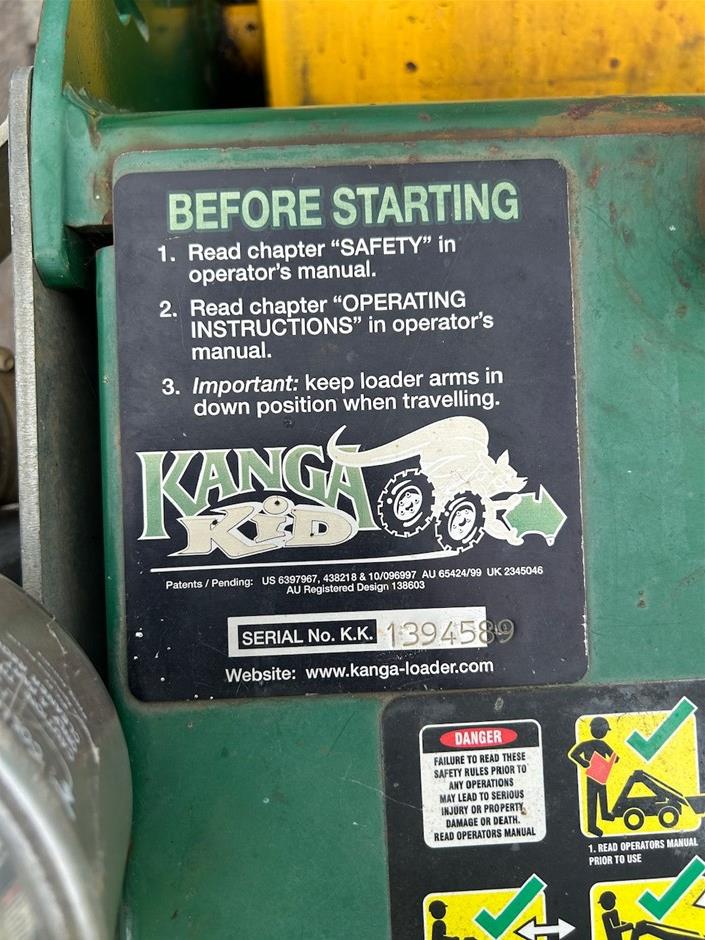 BEFORE STARTING
1. Read chapter “SAFETY” in
operator's manual.
2. Read chapter “OPERATING
INSTRUCTIONS” in operator's
manual.
3. Important: keep loader arms in
down position when travelling.
KANGA
KiD
Patents / Pending: US 6397967, 438218 & 10/096997 AU 65424/99 UK 2345046
AU Registered Design 138603
SERIAL No. K.K. 1394589
Website: www.kanga-loader.com
DANGER
FAILURE TO READ THESE
SAFETY RULES PRIOR TO
ANY OPERATIONS
MAY LEAD TO SERIOUS
INJURY OR PROPERTY
DAMAGE OR DEATH.
READ OPERATORS MANUAL
1. READ OPERATORS MANUAL
PRIOR TO USE